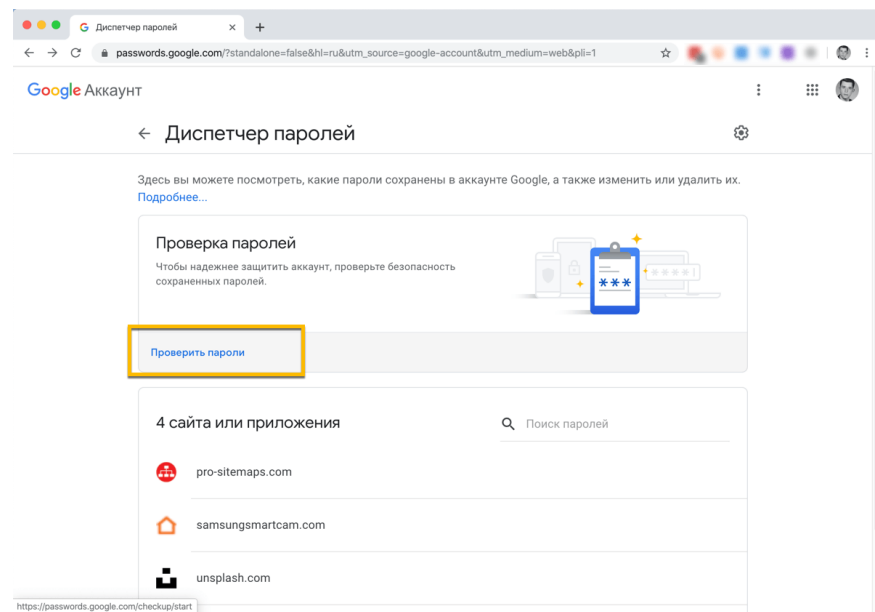 Диспетчер паролей
passwords.google.com/?standalone=false&hl=ru&utm_source=google-account&utm_medium=web&pli=1
Google Аккаунт
Диспетчер паролей
Здесь вы можете посмотреть, какие пароли сохранены в аккаунте Google, а также изменить или удалить их.
Подробнее...
Проверка паролей
Чтобы надежнее защитить аккаунт, проверьте безопасность
сохраненных паролей.
Проверить пароли
4 сайта или приложения
Поиск паролей
pro-sitemaps.com
samsungsmartcam.com
unsplash.com
https://passwords.google.com/checkup/start